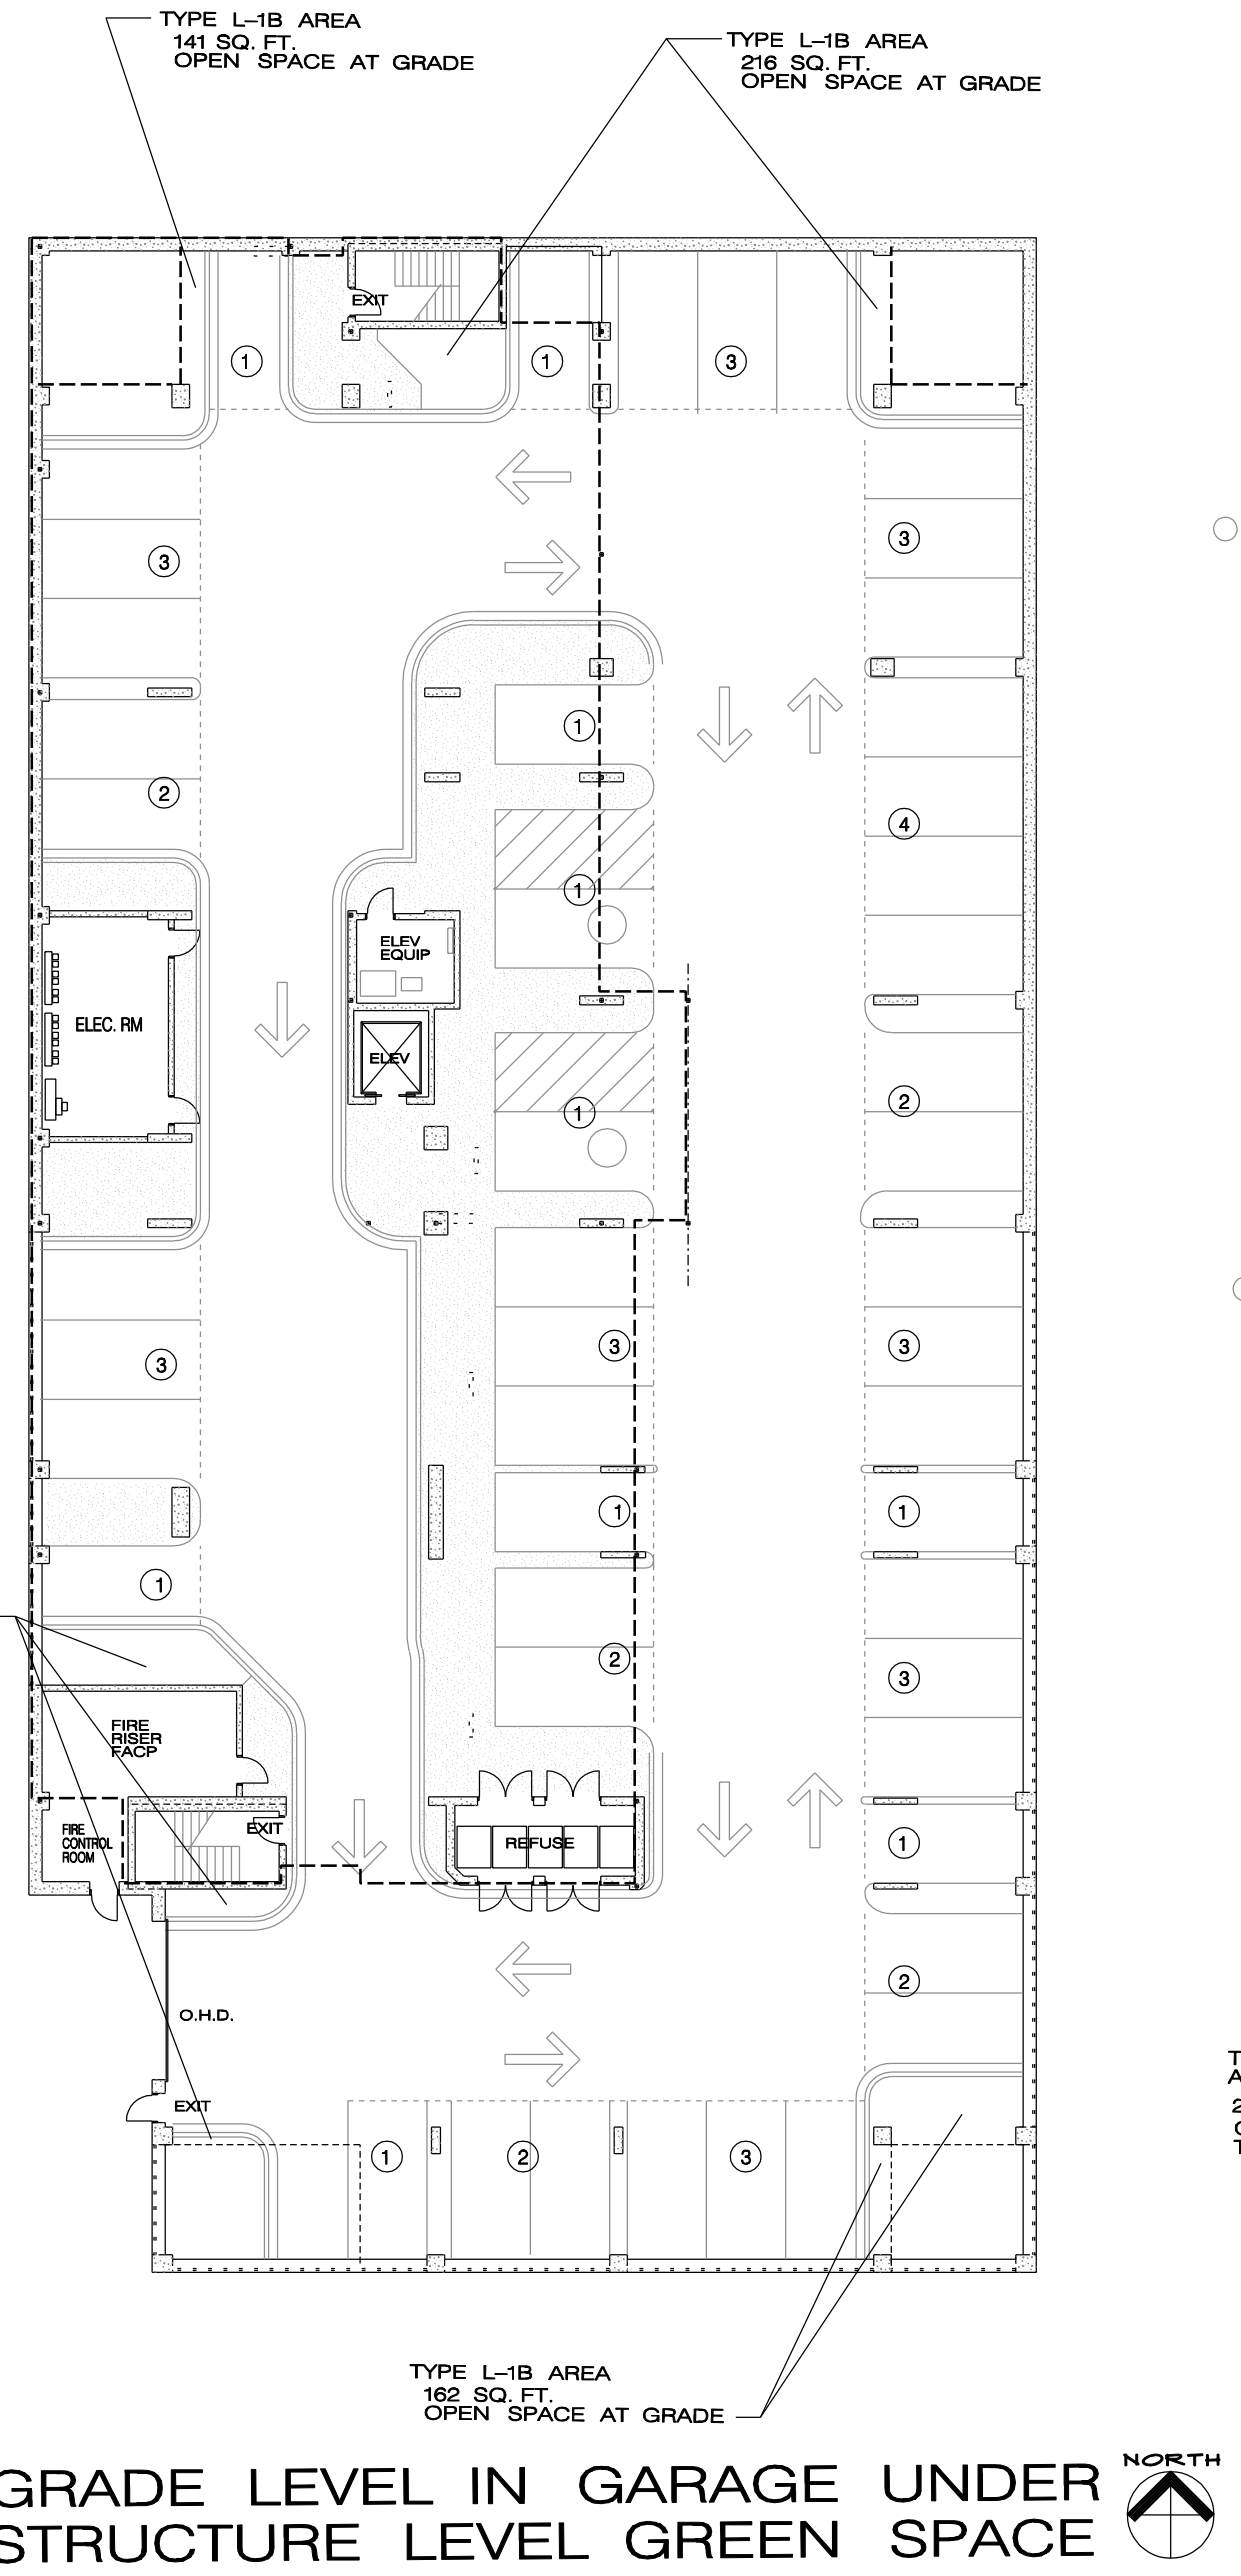 TYPE L-1B AREA
141 SQ. FT.
OPEN SPACE AT GRADE
TYPE L-1B AREA
216 SQ. FT.
OPEN SPACE AT GRADE
EXIT
1
1
3
3
3
1
2
4
1
ELEV
EQUIP
ELEC. RM
ELEV
1
2
3
3
3
1
1
1
2
3
FIRE
RISER
FACP
EXIT
FIRE
CONTROL
ROOM
REFUSE
1
2
O.H.D.
EXIT
1
2
3
T
A
2
T
TYPE L-1B AREA
162 SQ. FT.
OPEN SPACE AT GRADE
GRADE LEVEL IN GARAGE UNDER
STRUCTURE LEVEL GREEN SPACE
NORTH